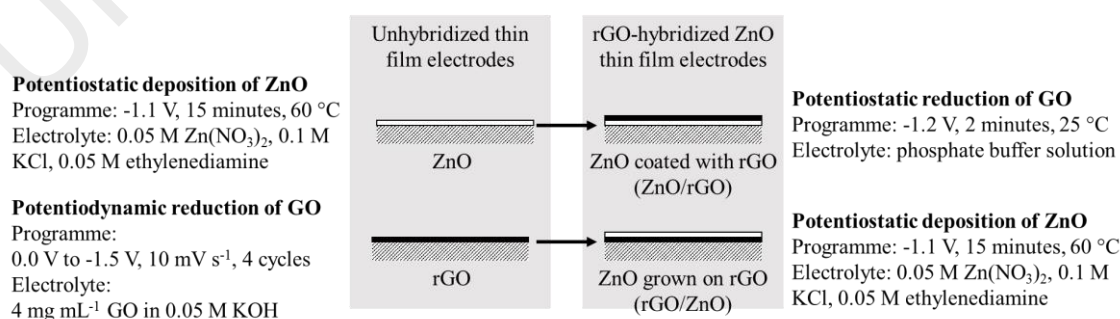 Unhybridized thin
film electrodes
rGO-hybridized ZnO
thin film electrodes
Potentiostatic deposition of ZnO
Programme: -1.1 V, 15 minutes, 60 °C
Electrolyte: 0.05 M Zn(NO₃)₂, 0.1 M
KCl, 0.05 M ethylenediamine
ZnO
ZnO coated with rGO
(ZnO/rGO)
Potentiostatic reduction of GO
Programme: -1.2 V, 2 minutes, 25 °C
Electrolyte: phosphate buffer solution
Potentiodynamic reduction of GO
Programme:
0.0 V to -1.5 V, 10 mV s⁻¹, 4 cycles
Electrolyte:
4 mg mL⁻¹ GO in 0.05 M KOH
rGO
ZnO grown on rGO
(rGO/ZnO)
Potentiostatic deposition of ZnO
Programme: -1.1 V, 15 minutes, 60 °C
Electrolyte: 0.05 M Zn(NO₃)₂, 0.1 M
KCl, 0.05 M ethylenediamine